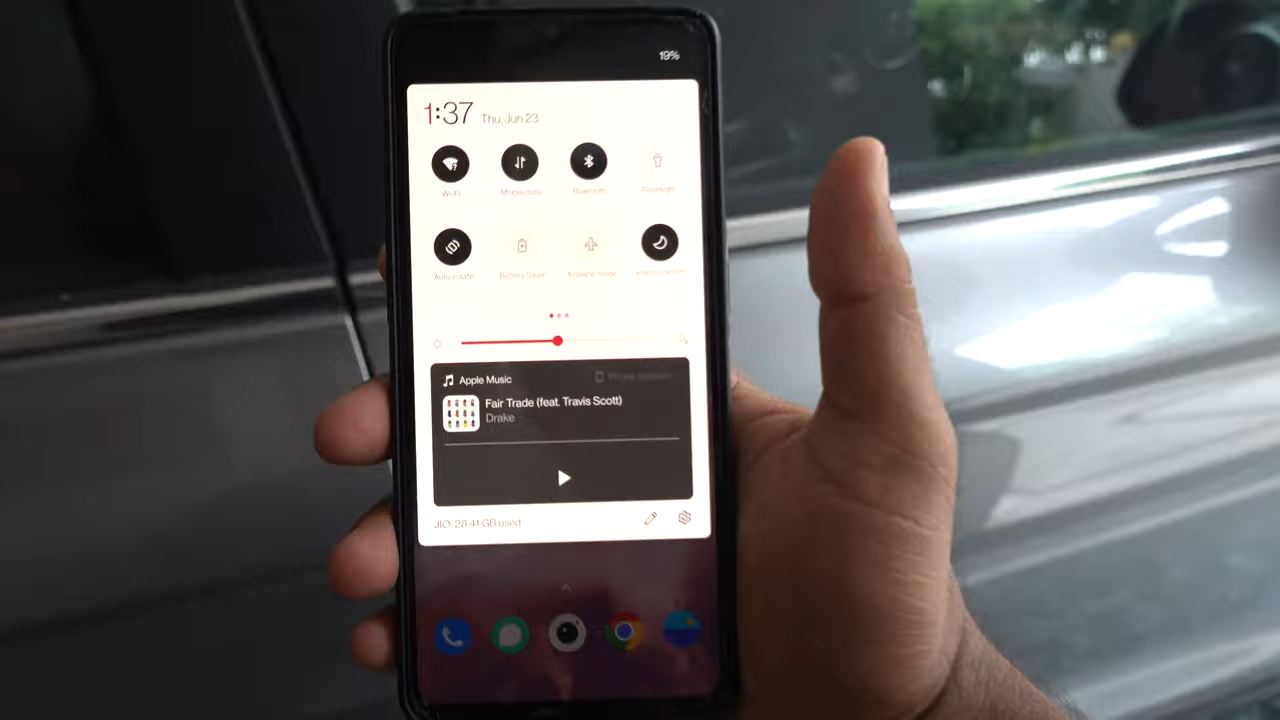 19%
1:37 Thu, Jun 23
Wi-Fi Mobile data Bluetooth Flashlight
Auto-rotate Battery Saver Airplane mode
Apple Music
Fair Trade (feat. Travis Scott)
Drake
JIO: 28.41 GB used